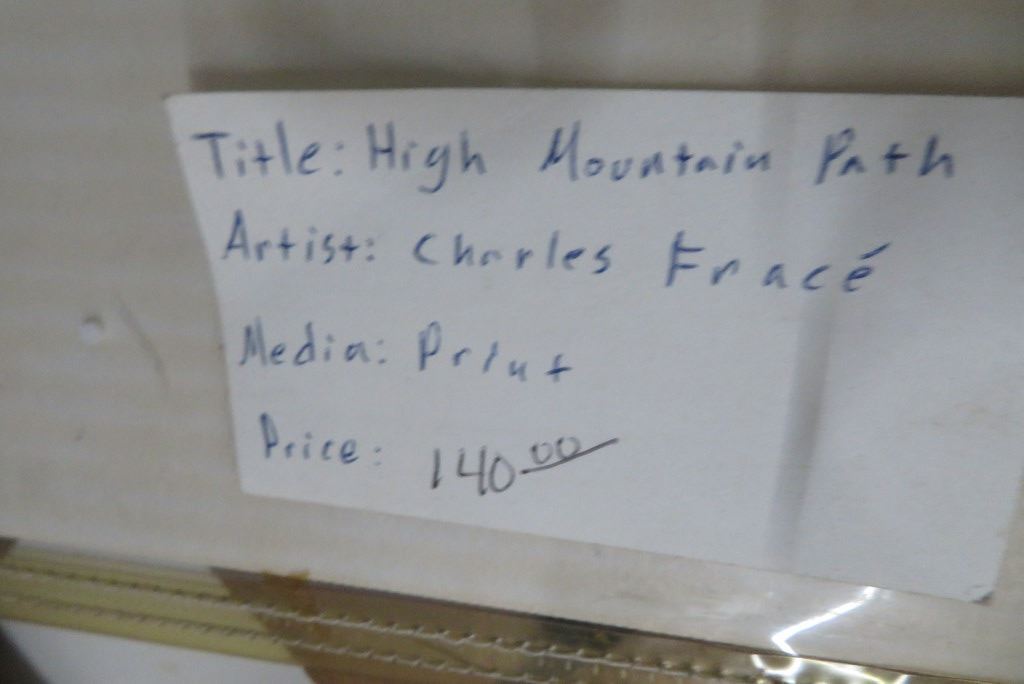 Title: High Mountain Path
Artist: Charles Fracé
Media: Print
Price: 140.00